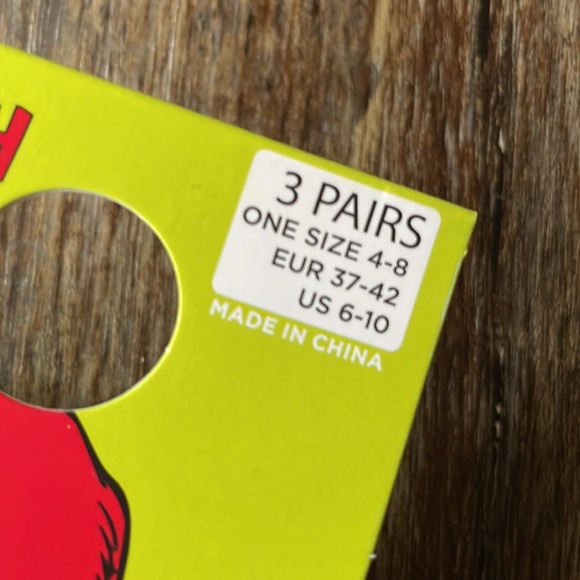 3 PAIRS
ONE SIZE 4-8
EUR 37-42
US 6-10
MADE IN CHINA